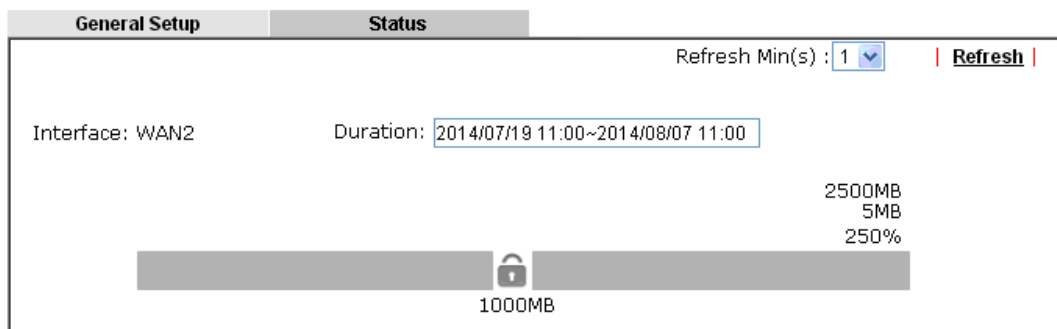 General Setup Status
Refresh Min(s) : 1 | Refresh |
Interface: WAN2 Duration: 2014/07/19 11:00~2014/08/07 11:00
2500MB
5MB
250%
1000MB